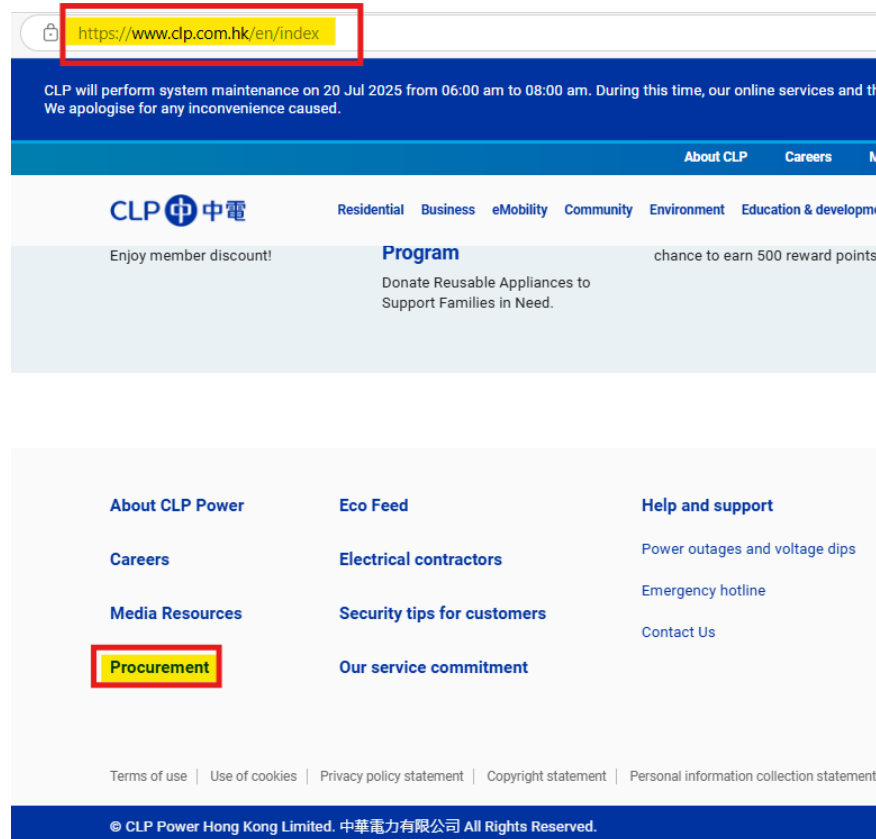 https://www.clp.com.hk/en/index
CLP will perform system maintenance on 20 Jul 2025 from 06:00 am to 08:00 am. During this time, our online services and
We apologise for any inconvenience caused.
About CLP Careers
CLP 中電
Residential Business eMobility Community Environment Education &
Enjoy member discount!
Program
Donate Reusable Appliances to
Support Families in Need.
chance to earn 500 reward points
About CLP Power Eco Feed Help and support
Careers Electrical contractors Power outages and voltage dips
Media Resources Security tips for customers Emergency hotline
Procurement Our service commitment Contact Us
Terms of use | Use of cookies | Privacy policy statement | Copyright statement | Personal information collection statement
© CLP Power Hong Kong Limited. 中華電力有限公司 All Rights Reserved.